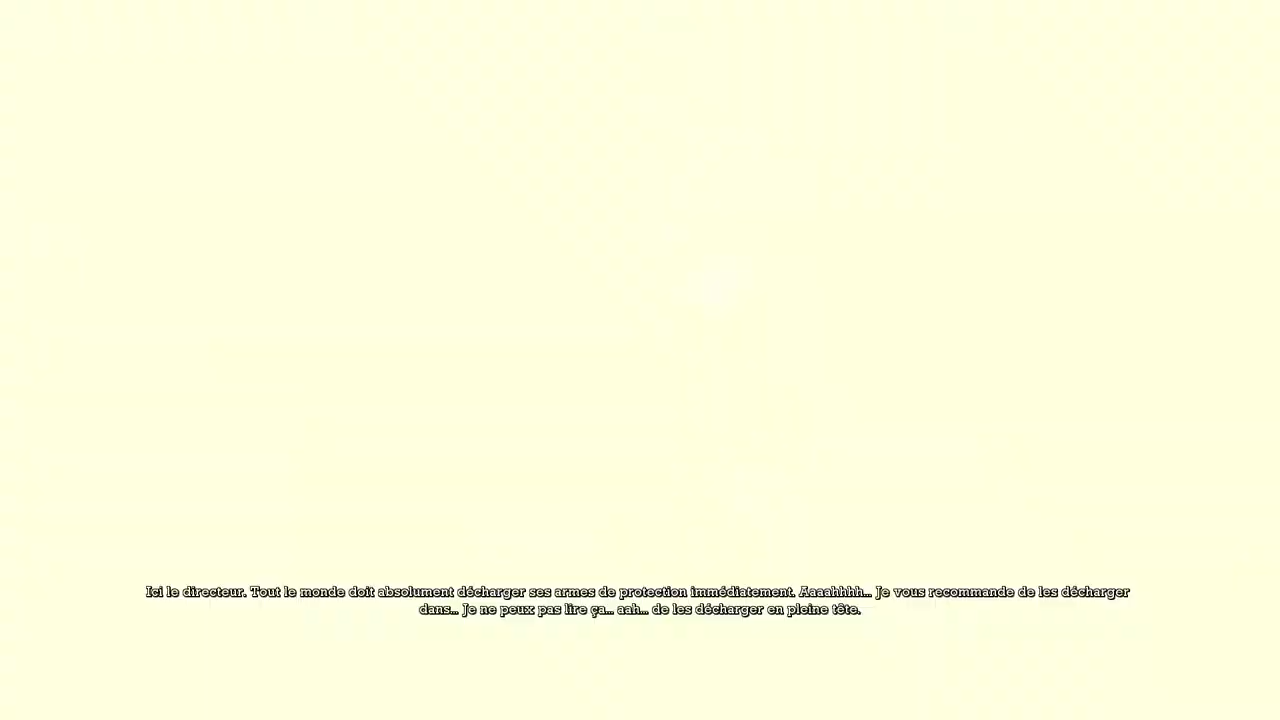 Ici le directeur. Tout le monde doit absolument décharger ses armes de protection immédiatement. Aaaahhhh... Je vous recommande de les décharger
dans... Je ne peux pas lire ça... aah... de les décharger en pleine tête.